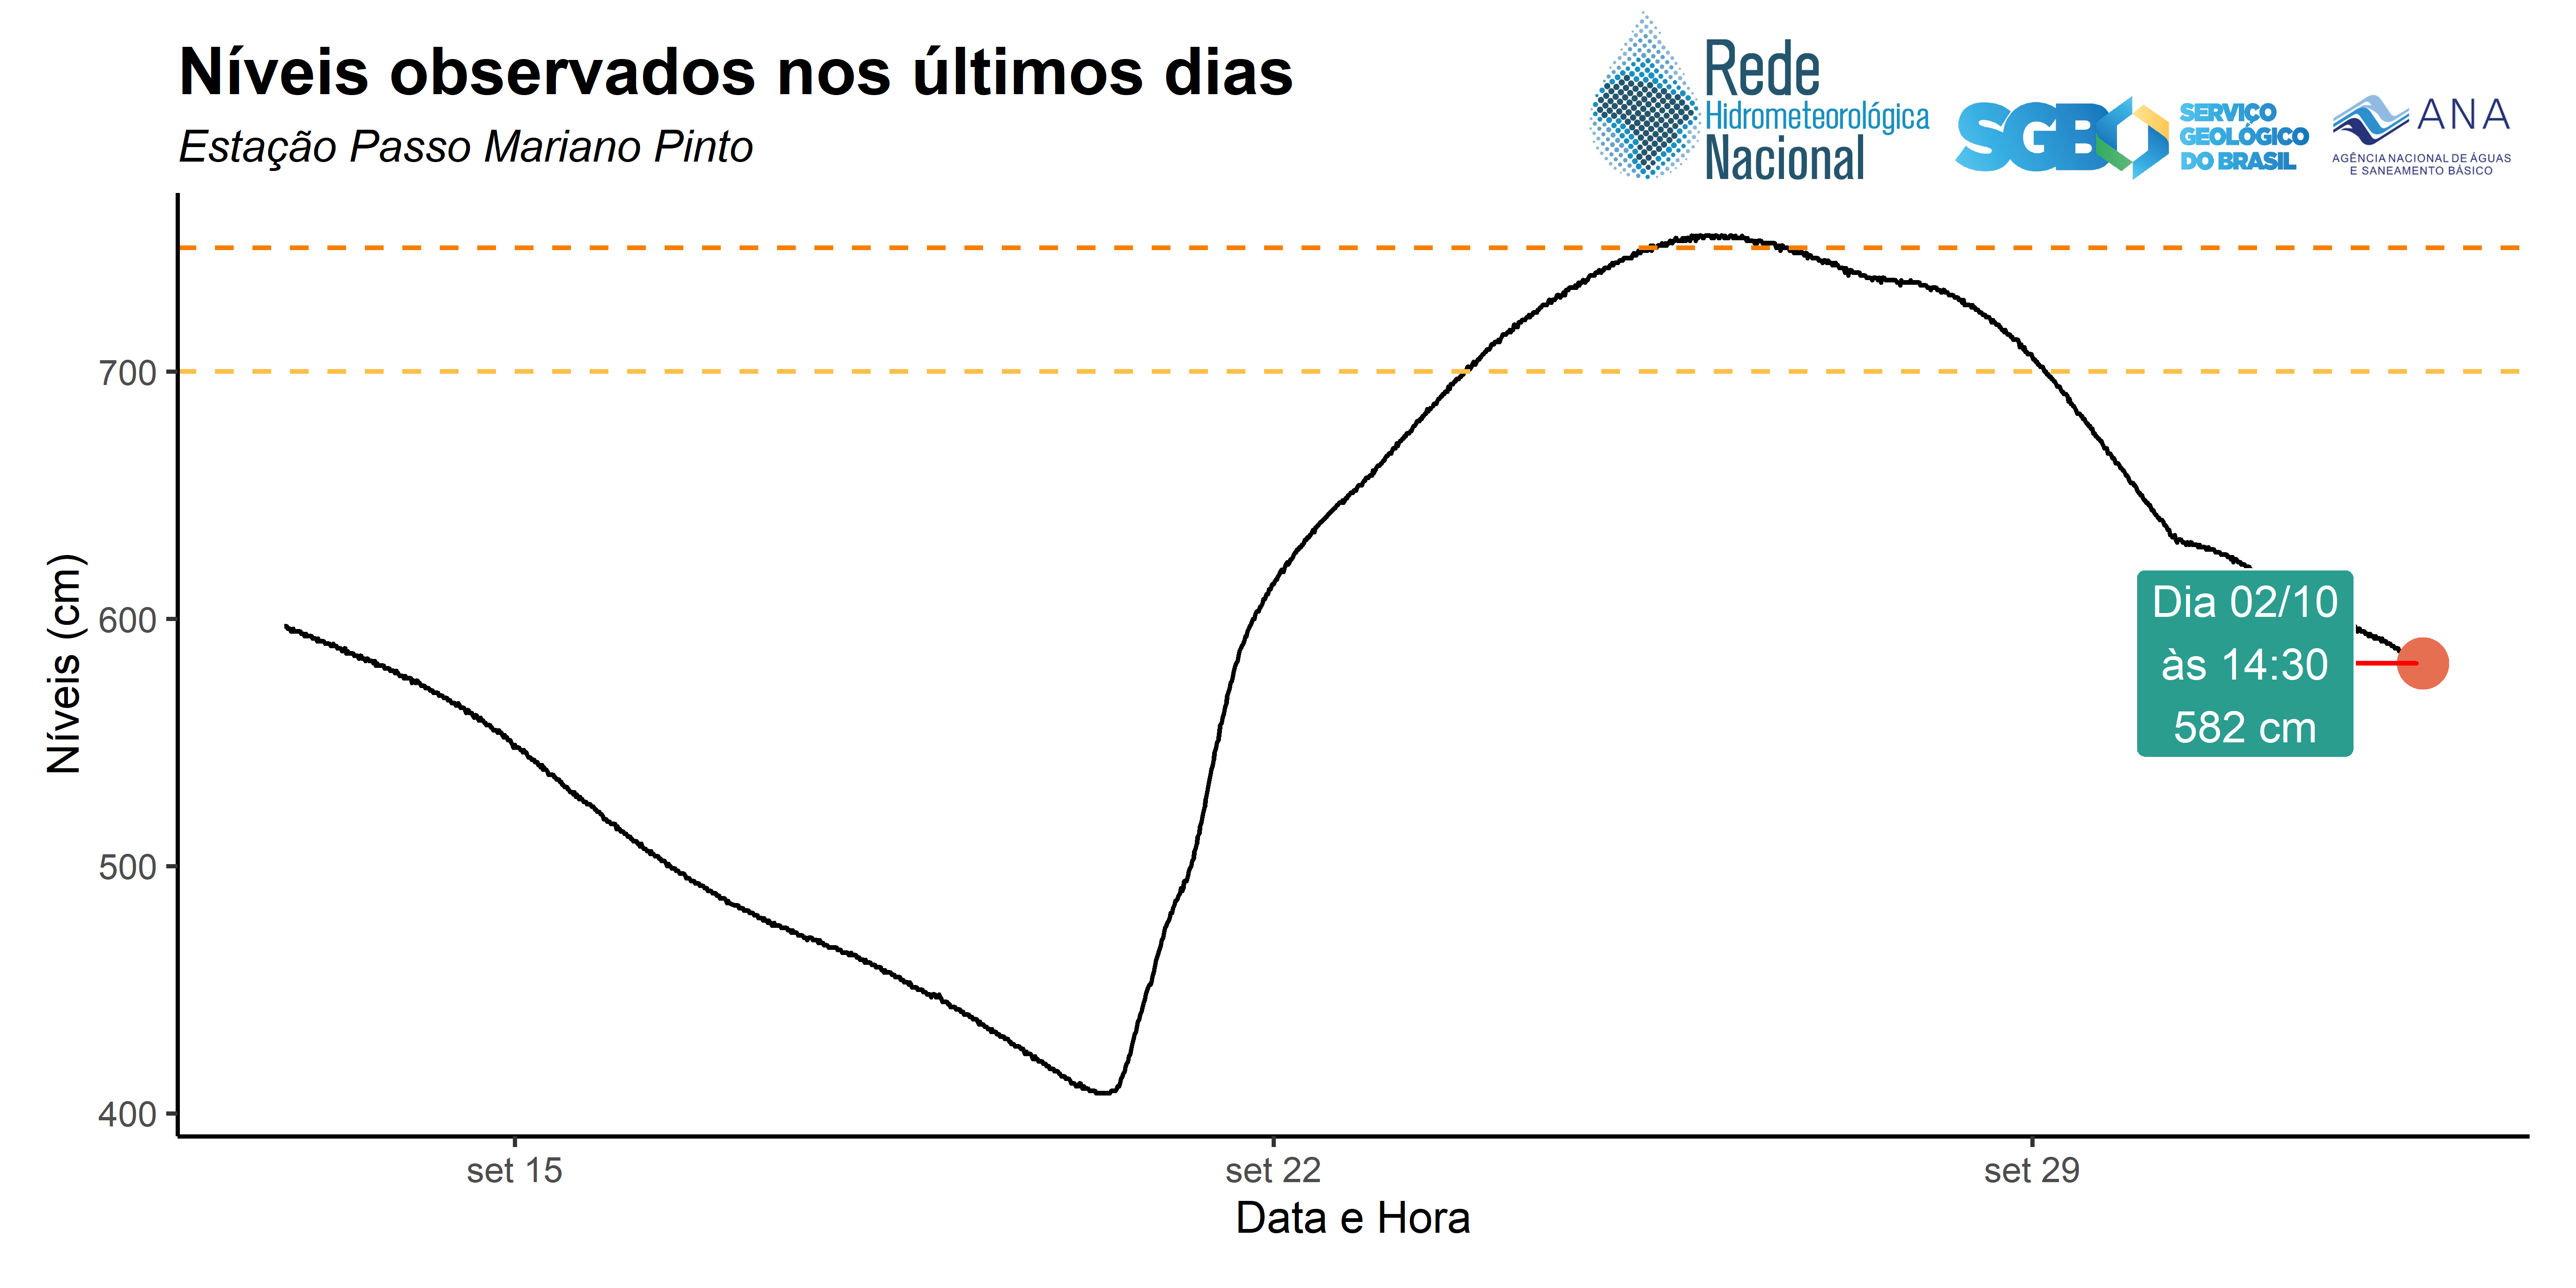 Níveis observados nos últimos dias
Estação Passo Mariano Pinto
Rede
Hidrometeorológica
Nacional
SGB
SERVIÇO
GEOLÓGICO
DO BRASIL
ANA
AGÊNCIA NACIONAL DE ÁGUAS
E SANEAMENTO BÁSICO
Níveis (cm)
700
600
500
400
Dia 02/10
às 14:30
582 cm
set 15
set 22
set 29
Data e Hora